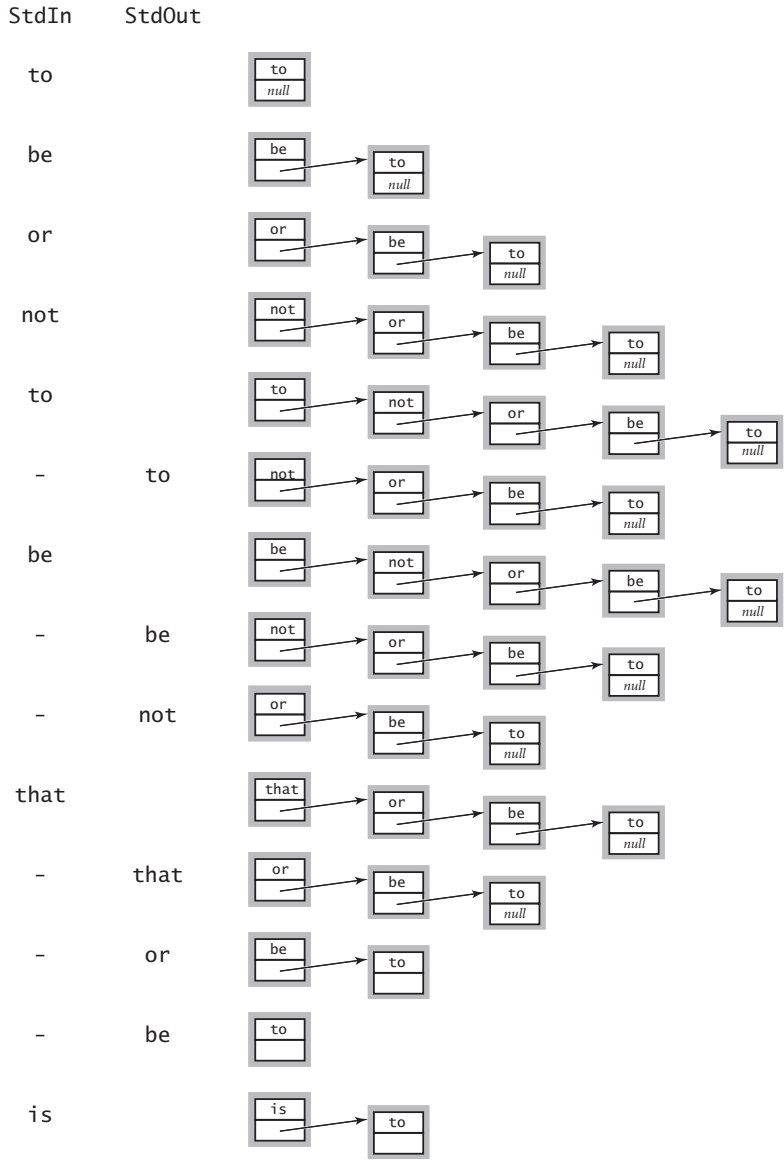 StdIn StdOut
to to
null
be be to
null
or or be to
null
not not or be to
null
to to not or be to
null
- to not or be to
null
be be not or be to
null
- be not or be to
null
- not or be to
null
that that or be to
null
- that or be to
null
- or be to
- be to
is is to